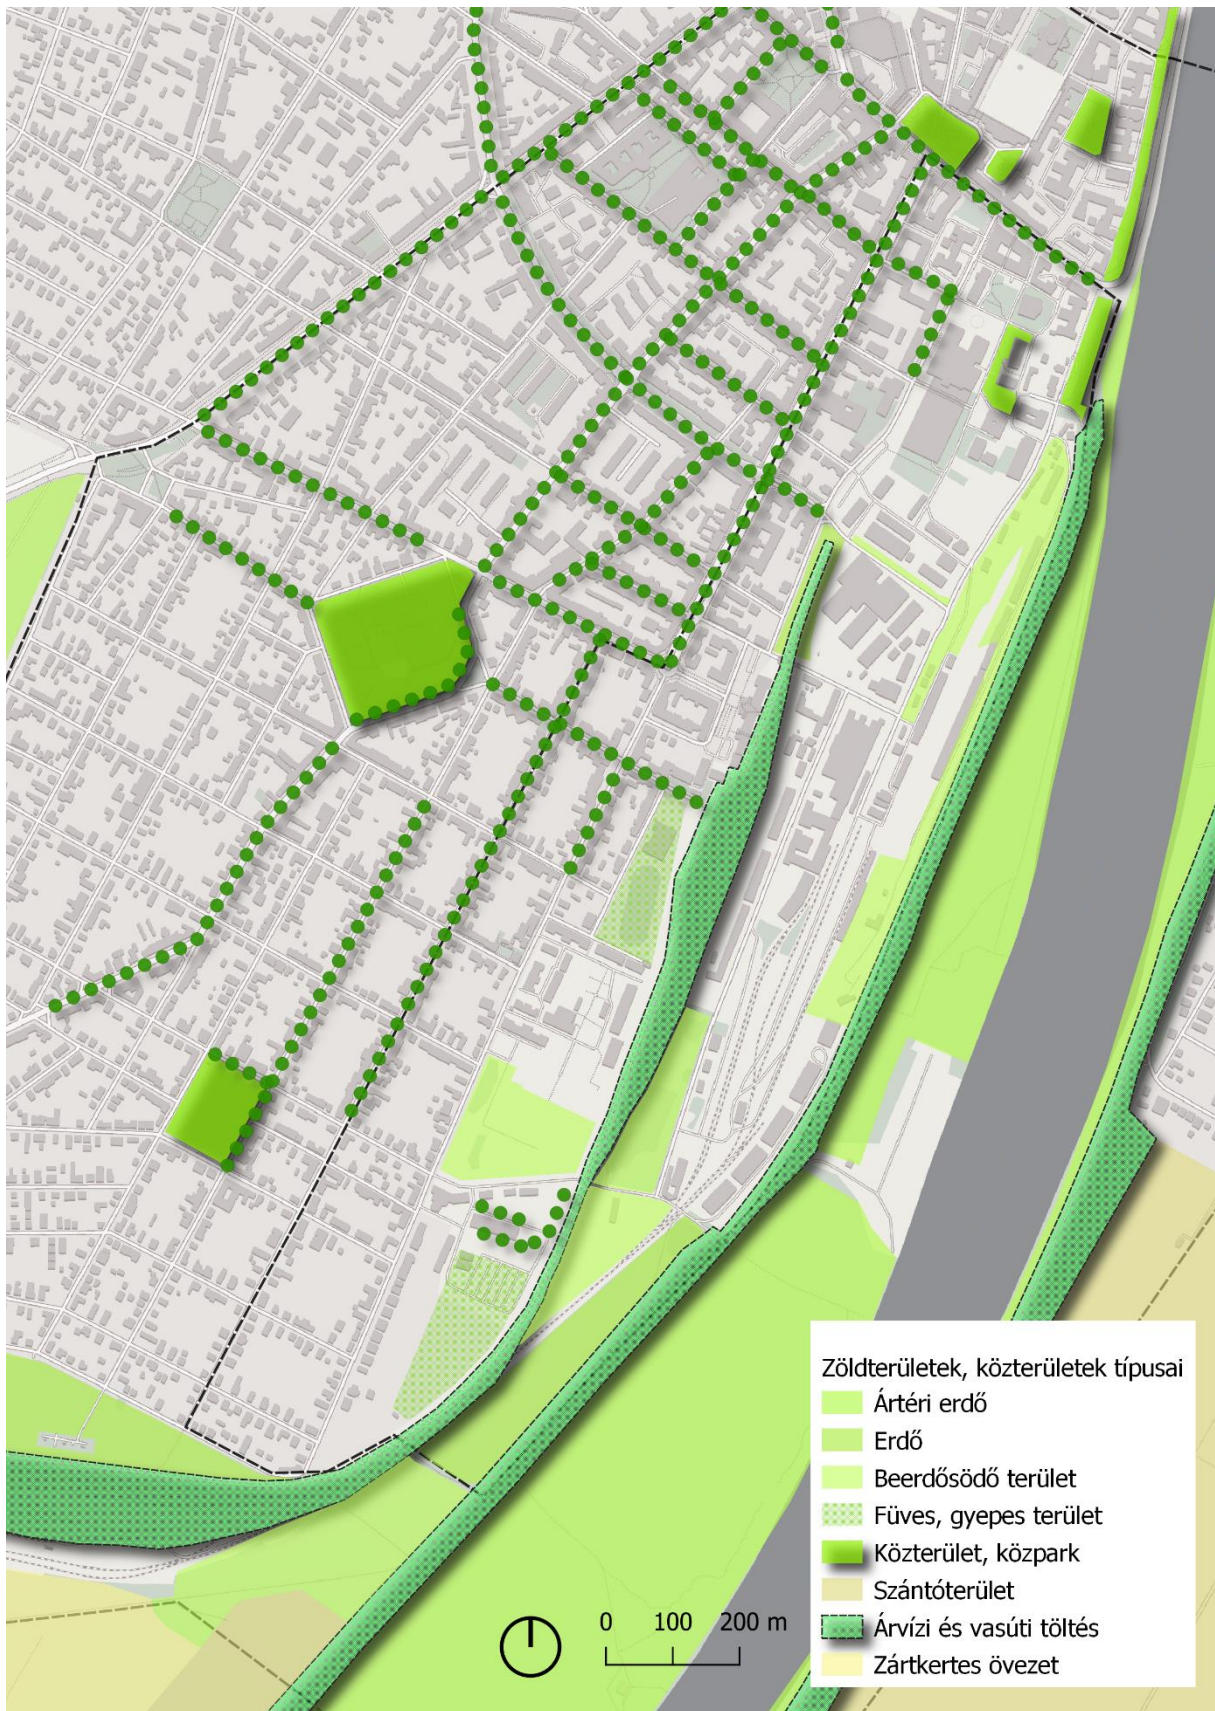 Zöldterületek, közterületek típusai
Ártéri erdő
Erdő
Beerdősödő terület
Füves, gyepes terület
Közterület, közpark
Szántóterület
Árvízi és vasúti töltés
Zártkertes övezet
0 100 200 m